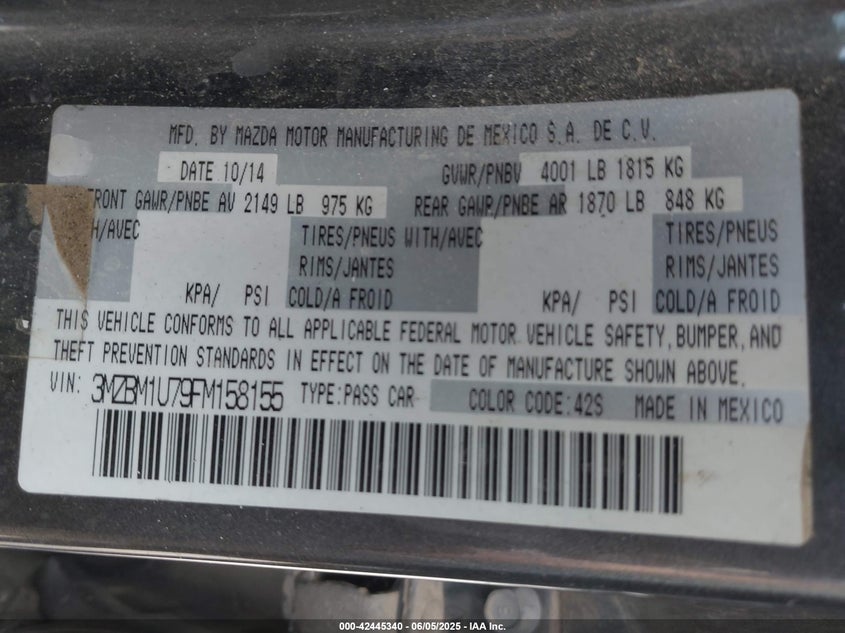 MFD. BY MAZDA MOTOR MANUFACTURING DE MEXICO S.A. DE C.V.
DATE 10/14 GVWR/PNBV 4001 LB 1815 KG
FRONT GAWR/PNBE AV 2149 LB 975 KG REAR GAWR/PNBE AR 1870 LB 848 KG
H/AVEC TIRES/PNEUS WITH/AVEC TIRES/PNEUS
RIMS/JANTES RIMS/JANTES
KPA/ PSI COLD/A FROID KPA/ PSI COLD/A FROID
THIS VEHICLE CONFORMS TO ALL APPLICABLE FEDERAL MOTOR VEHICLE SAFETY, BUMPER, AND
THEFT PREVENTION STANDARDS IN EFFECT ON THE DATE OF MANUFACTURE SHOWN ABOVE.
VIN: 3MZBM1U79FM158155 TYPE:PASS CAR COLOR CODE:42S MADE IN MEXICO
000-42445340 | 06/05/2025 - IAA Inc.